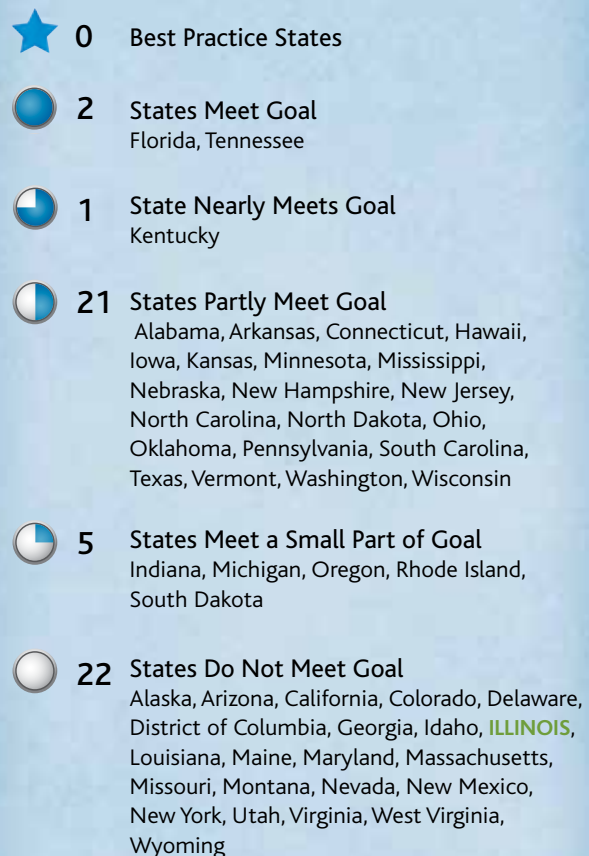 0 Best Practice States
2 States Meet Goal
Florida, Tennessee
1 State Nearly Meets Goal
Kentucky
21 States Partly Meet Goal
Alabama, Arkansas, Connecticut, Hawaii,
Iowa, Kansas, Minnesota, Mississippi,
Nebraska, New Hampshire, New Jersey,
North Carolina, North Dakota, Ohio,
Oklahoma, Pennsylvania, South Carolina,
Texas, Vermont, Washington, Wisconsin
5 States Meet a Small Part of Goal
Indiana, Michigan, Oregon, Rhode Island,
South Dakota
22 States Do Not Meet Goal
Alaska, Arizona, California, Colorado, Delaware,
District of Columbia, Georgia, Idaho, ILLINOIS,
Louisiana, Maine, Maryland, Massachusetts,
Missouri, Montana, Nevada, New Mexico,
New York, Utah, Virginia, West Virginia,
Wyoming